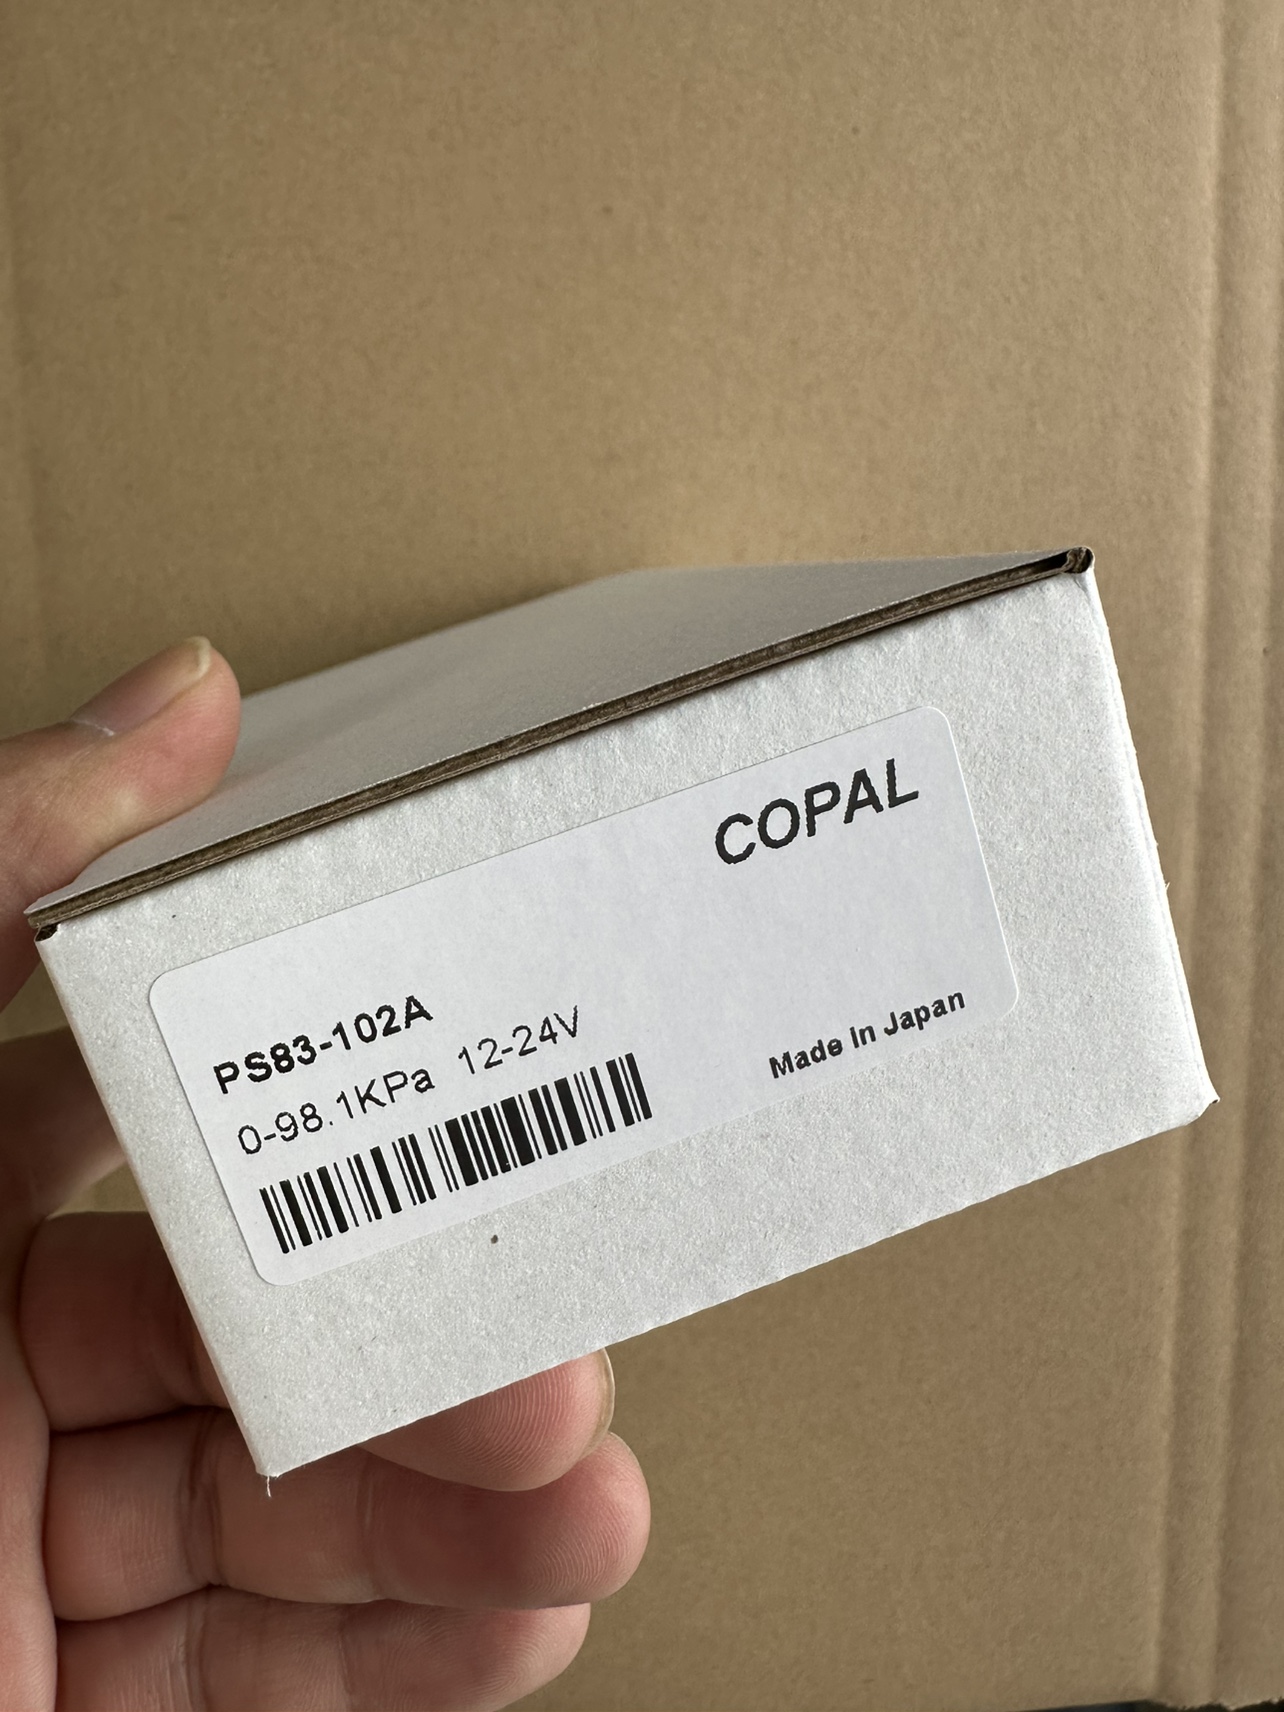 COPAL
PS83-102A
0-98.1KPa 12-24V
Made in Japan